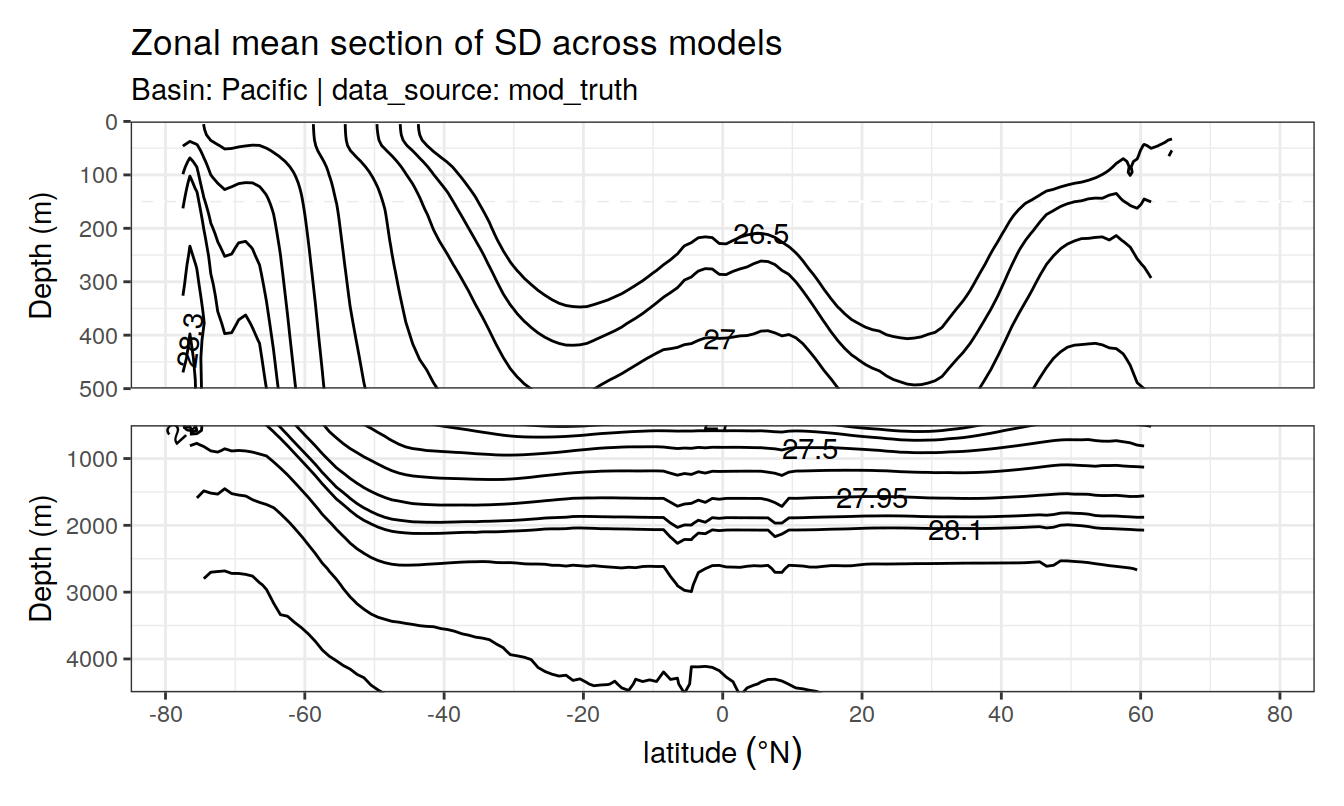 Zonal mean section of SD across models
Basin: Pacific | data_source: mod_truth
Depth (m)
0
100
200
300
400
500
26.5
27
28.3
Depth (m)
1000
2000
3000
4000
27.5
27.95
28.1
-80 -60 -40 -20 0 20 40 60 80
latitude (°N)